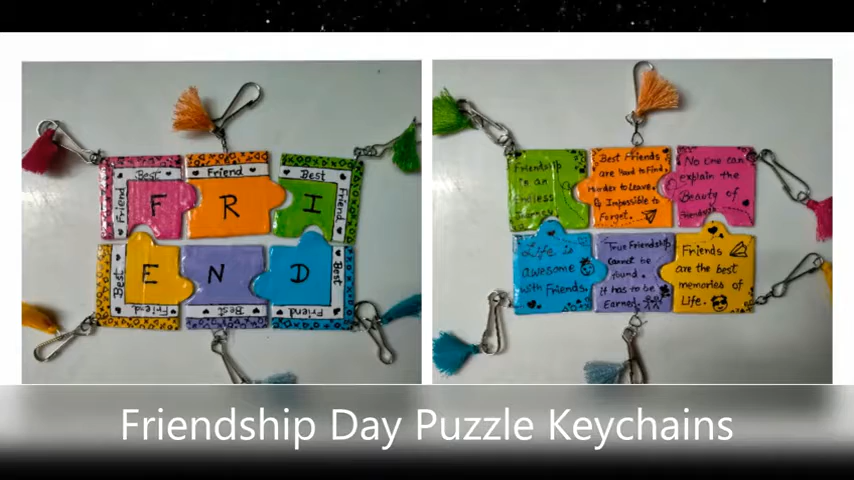 Best
Friend
Best
Friend
F
R
I
Friend
Best
E
N
D
Best
Friend
Best
Friend
Friendship
is an
Endless
Best Friends
are Hard to Find.
Harder to Leave.
& Impossible to
Forget.
No one can
explain the
Beauty of
Friendship
Life is
awesome
with Friends.
True Friendship
cannot be
Found.
it has to be
Earned.
Friends
are the best
memories of
Life.
Friendship Day Puzzle Keychains